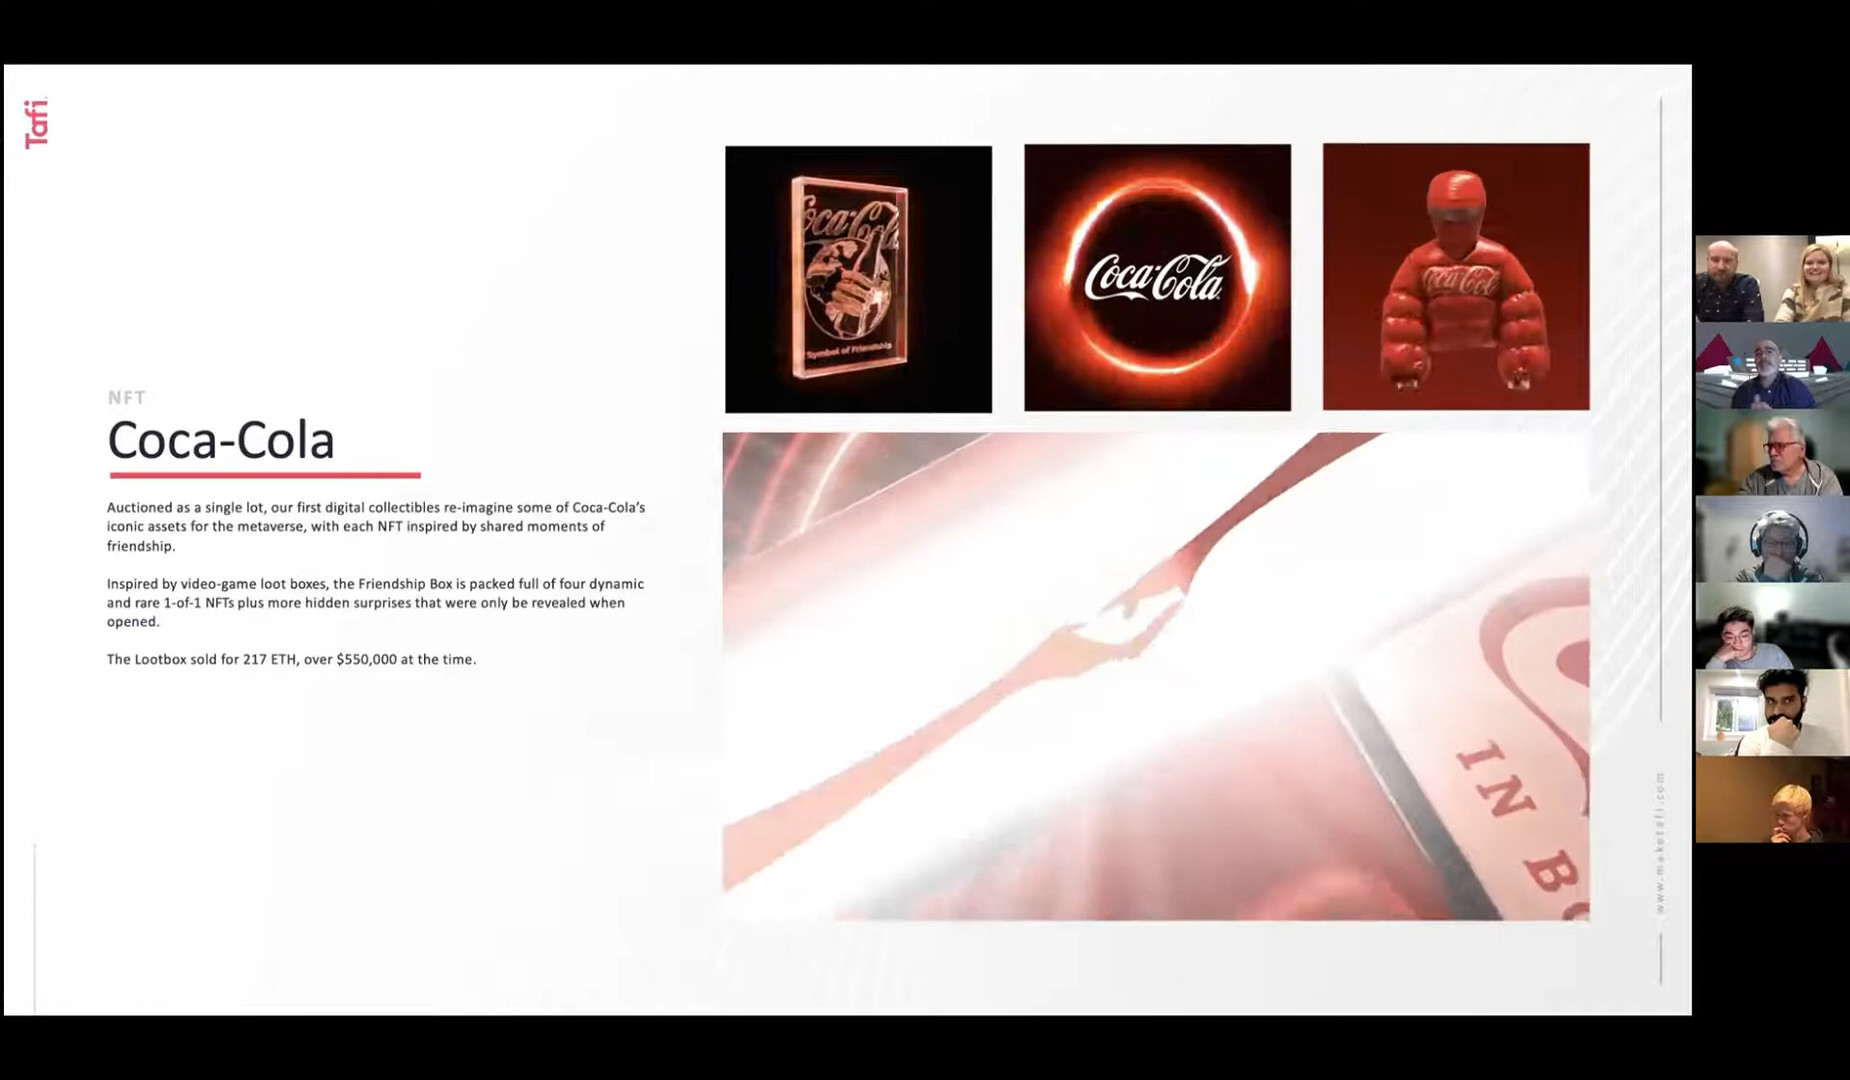 Tafi
NFT
Coca-Cola
Auctioned as a single lot, our first digital collectibles re-imagine some of Coca-Cola's
iconic assets for the metaverse, with each NFT inspired by shared moments of
friendship.
Inspired by video-game loot boxes, the Friendship Box is packed full of four dynamic
and rare 1-of-1 NFTs plus more hidden surprises that were only be revealed when
opened.
The Lootbox sold for 217 ETH, over $550,000 at the time.
Coca-Cola
Symbol of Friendship
Coca-Cola
Coca-Cola
IN BO
www.maketafi.com